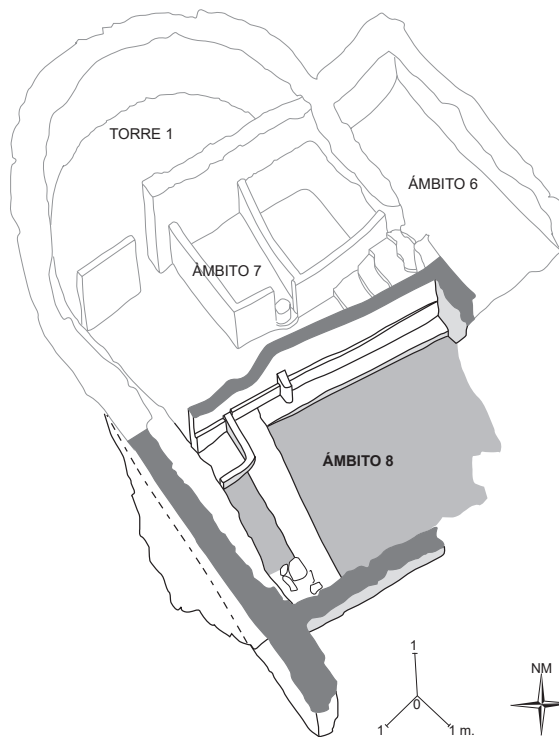 TORRE 1
ÁMBITO 6
ÁMBITO 7
ÁMBITO 8
1
0
1
1 m.
NM